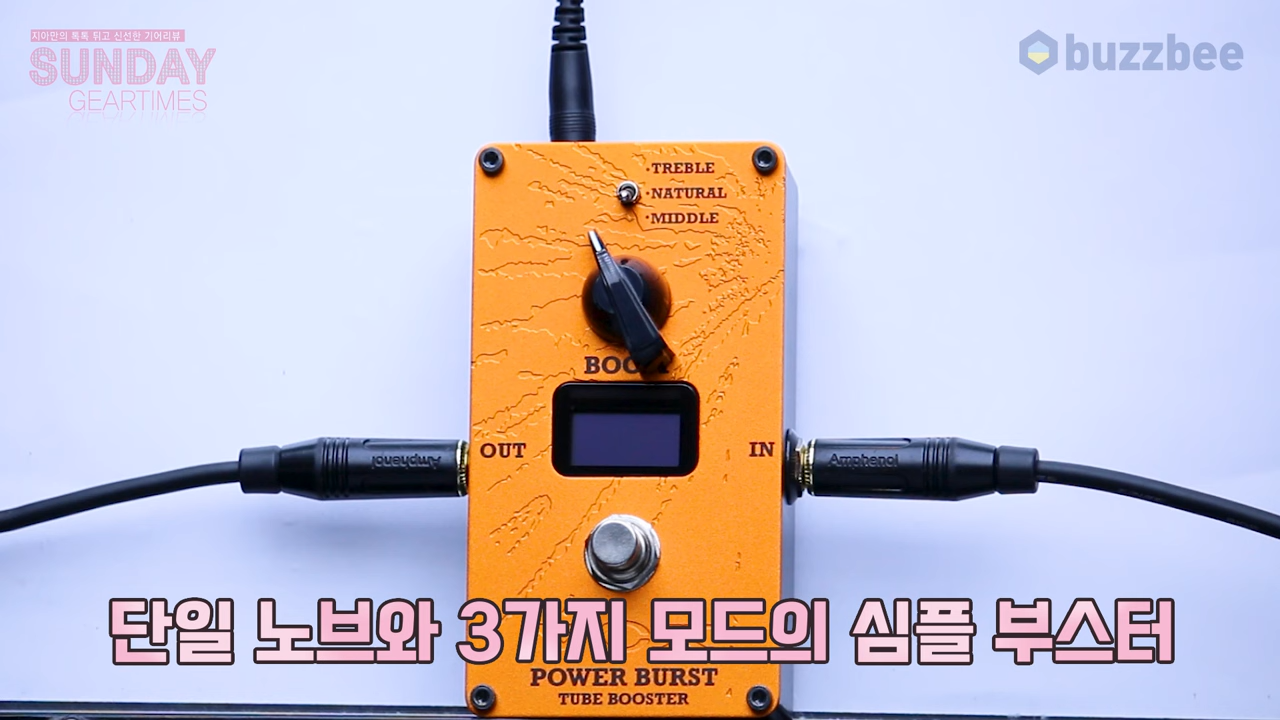 지아만의 톡톡 튀고 신선한 기어리뷰
SUNDAY
GEARTIMES
buzzbee
·TREBLE
·NATURAL
·MIDDLE
OUT
IN
Amphenol
Amphenol
단일 노브와 3가지 모드의 심플 부스터
POWER BURST
TUBE BOOSTER